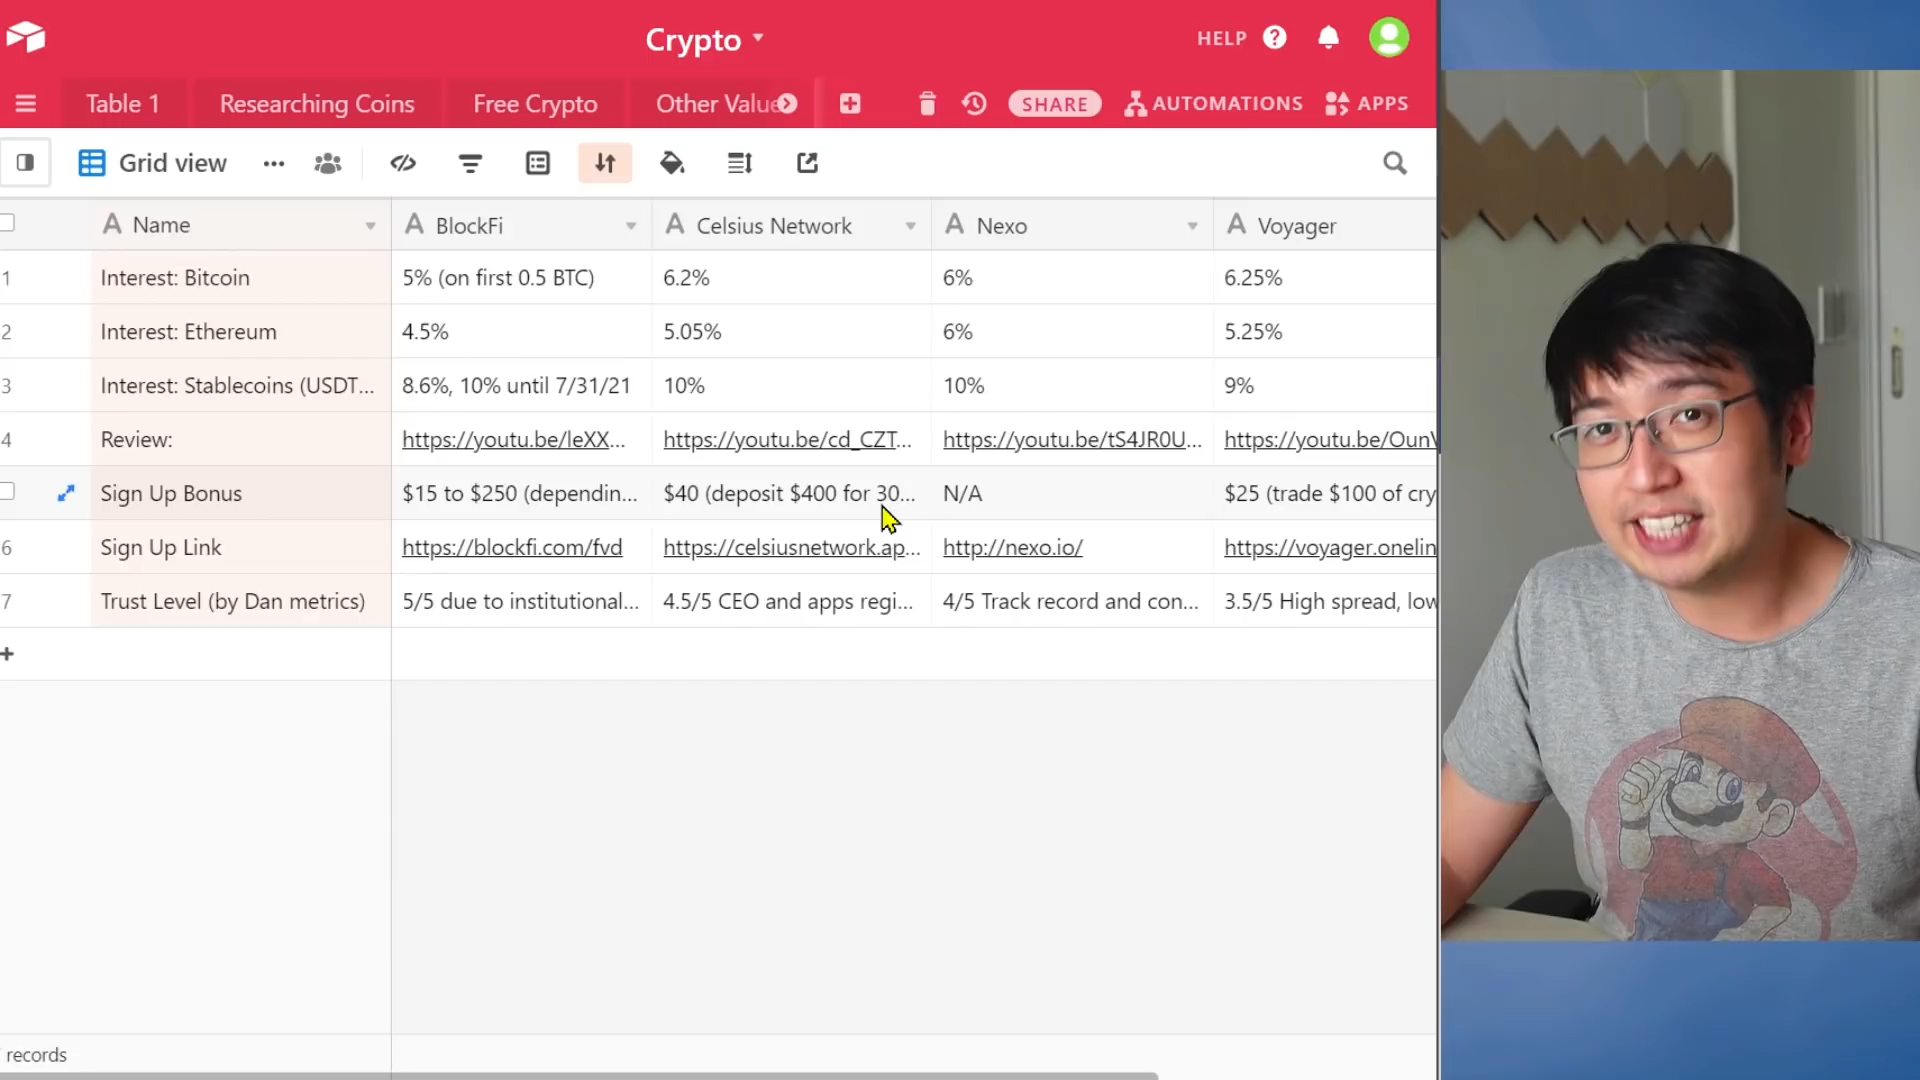 Crypto
HELP
Table 1
Researching Coins
Free Crypto
Other Value
SHARE
AUTOMATIONS
APPS
Grid view
Name
BlockFi
Celsius Network
Nexo
Voyager
1
Interest: Bitcoin
5% (on first 0.5 BTC)
6.2%
6%
6.25%
2
Interest: Ethereum
4.5%
5.05%
6%
5.25%
3
Interest: Stablecoins (USDT...
8.6%, 10% until 7/31/21
10%
10%
9%
4
Review:
https://youtu.be/leXX...
https://youtu.be/cd_CZT...
https://youtu.be/tS4JR0U...
https://youtu.be/Oun
Sign Up Bonus
$15 to $250 (dependin...
$40 (deposit $400 for 30...
N/A
$25 (trade $100 of cry
6
Sign Up Link
https://blockfi.com/fvd
https://celsiusnetwork.ap...
http://nexo.io/
https://voyager.onelin
7
Trust Level (by Dan metrics)
5/5 due to institutional...
4.5/5 CEO and apps regi...
4/5 Track record and con...
3.5/5 High spread, low
records